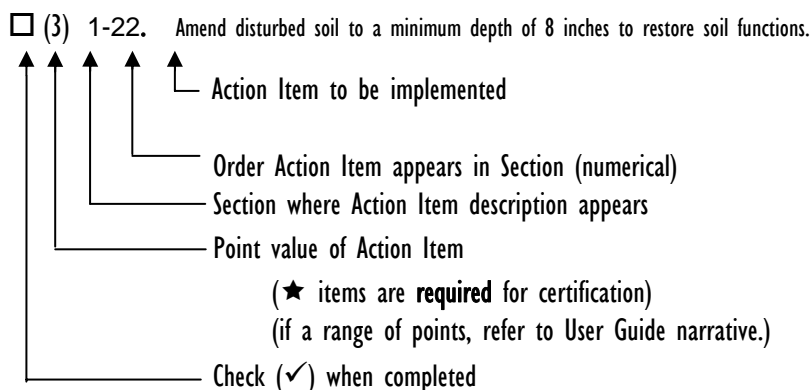 ☐ (3) 1-22. Amend disturbed soil to a minimum depth of 8 inches to restore soil functions.
Action Item to be implemented
Order Action Item appears in Section (numerical)
Section where Action Item description appears
Point value of Action Item
(★ items are required for certification)
(if a range of points, refer to User Guide narrative.)
Check (✓) when completed